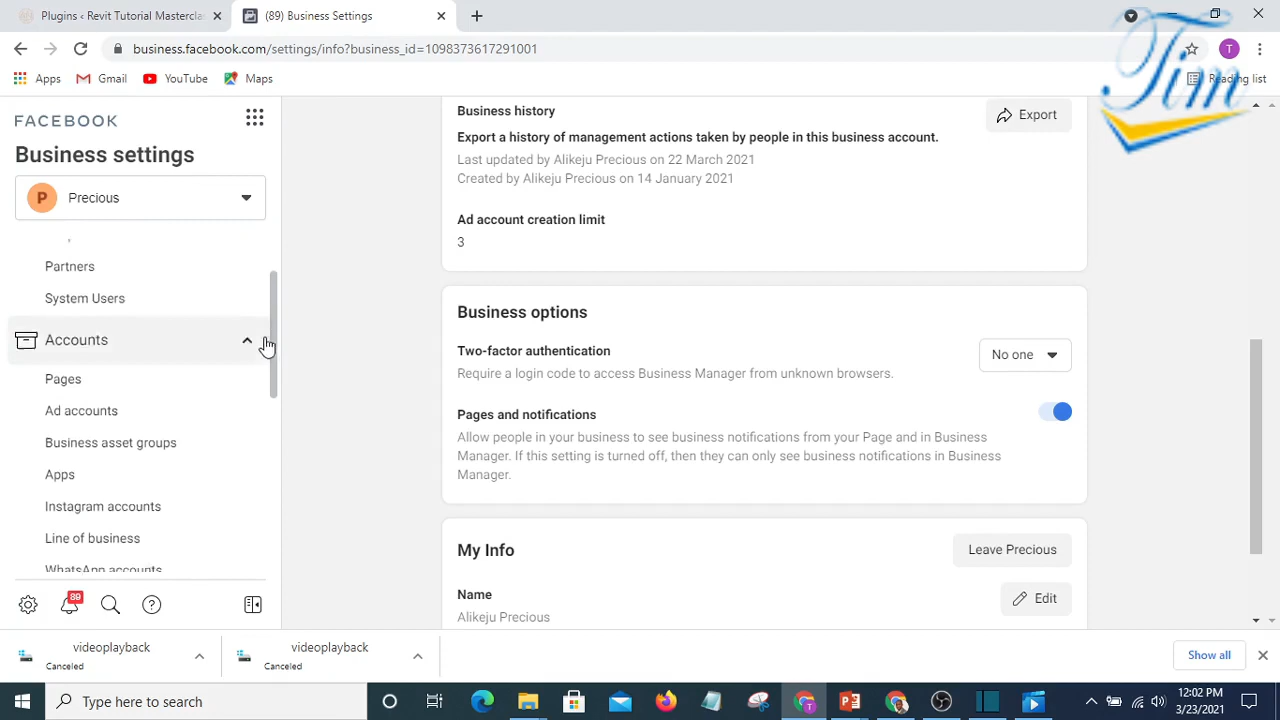 Plugins < Revit Tutorial Mastercla
(89) Business Settings
business.facebook.com/settings/info?business_id=1098373617291001
T
Apps
Gmail
YouTube
Maps
Reading list
Tim
FACEBOOK
Business settings
P
Precious
Partners
System Users
Accounts
Pages
Ad accounts
Business asset groups
Apps
Instagram accounts
Line of business
WhatsApp accounts
89
Business history
Export
Export a history of management actions taken by people in this business account.
Last updated by Alikeju Precious on 22 March 2021
Created by Alikeju Precious on 14 January 2021
Ad account creation limit
3
Business options
Two-factor authentication
No one
Require a login code to access Business Manager from unknown browsers.
Pages and notifications
Allow people in your business to see business notifications from your Page and in Business
Manager. If this setting is turned off, then they can only see business notifications in Business
Manager.
My Info
Leave Precious
Name
Edit
Alikeju Precious
videoplayback
Canceled
videoplayback
Canceled
Show all
Type here to search
12:02 PM
3/23/2021